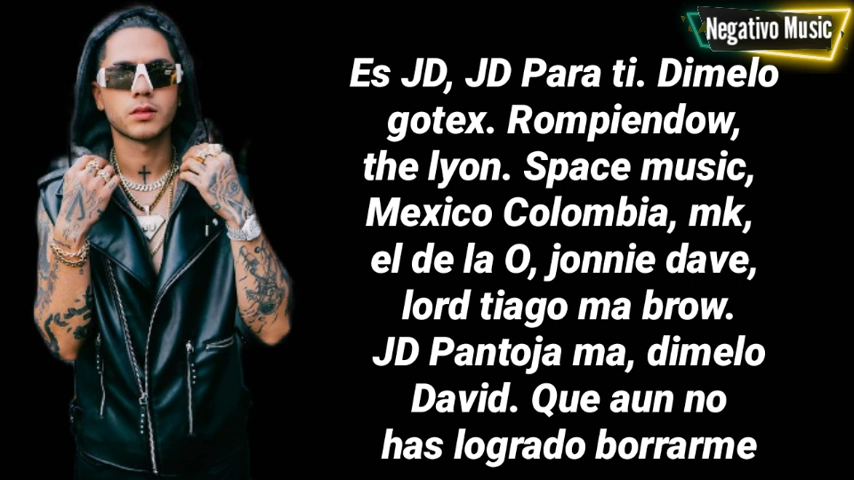 Negativo Music
Es JD, JD Para ti. Dimelo
gotex. Rompiendow,
the lyon. Space music,
Mexico Colombia, mk,
el de la O, jonnie dave,
lord tiago ma brow.
JD Pantoja ma, dimelo
David. Que aun no
has logrado borrarme